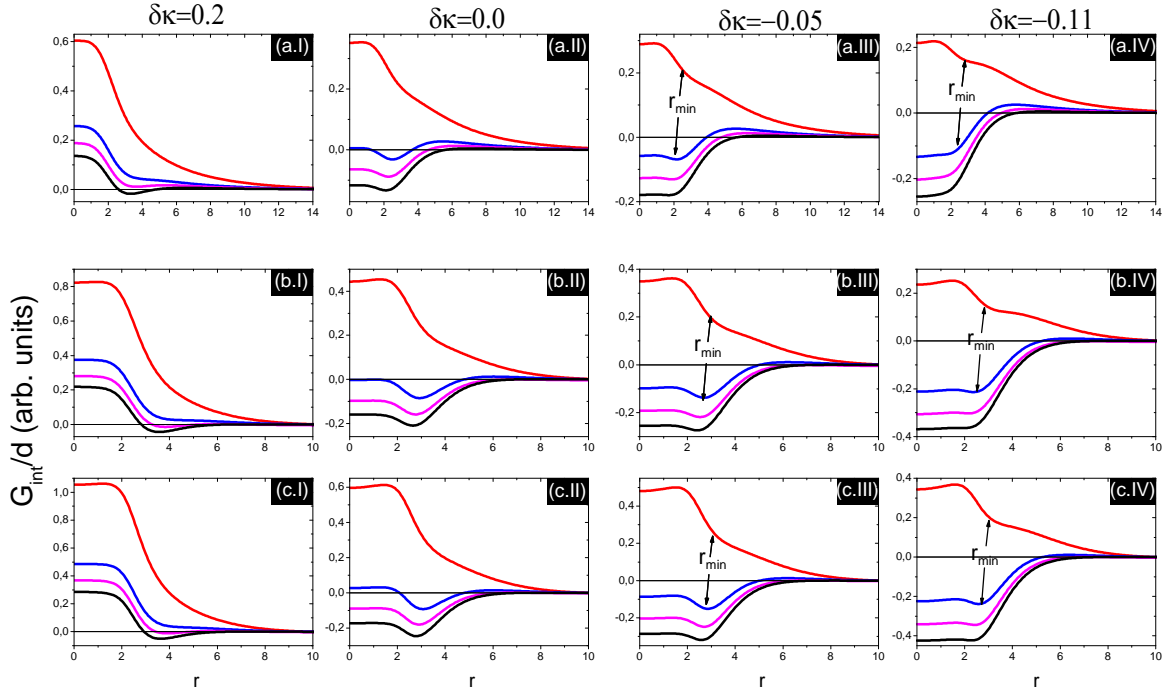 δκ=0.2 δκ=0.0 δκ=−0.05 δκ=−0.11
(a.I) (a.II) (a.III) (a.IV)
0,6
0,4
0,2
0,0
0 2 4 6 8 10 12 14
0,2
0,0
0 2 4 6 8 10 12 14
0,2
0,0
-0,2
r_min
0 2 4 6 8 10 12 14
0,2
0,0
-0,2
r_min
0 2 4 6 8 10 12 14
G_int/d (arb. units)
(b.I) (b.II) (b.III) (b.IV)
0,8
0,6
0,4
0,2
0,0
0 2 4 6 8 10
0,4
0,2
0,0
-0,2
0 2 4 6 8 10
0,4
0,2
0,0
-0,2
r_min
0 2 4 6 8 10
0,2
0,0
-0,2
-0,4
r_min
0 2 4 6 8 10
(c.I) (c.II) (c.III) (c.IV)
1,0
0,8
0,6
0,4
0,2
0,0
0 2 4 6 8 10
0,6
0,4
0,2
0,0
-0,2
0 2 4 6 8 10
0,4
0,2
0,0
-0,2
r_min
0 2 4 6 8 10
0,4
0,2
0,0
-0,2
-0,4
r_min
0 2 4 6 8 10
r r r r